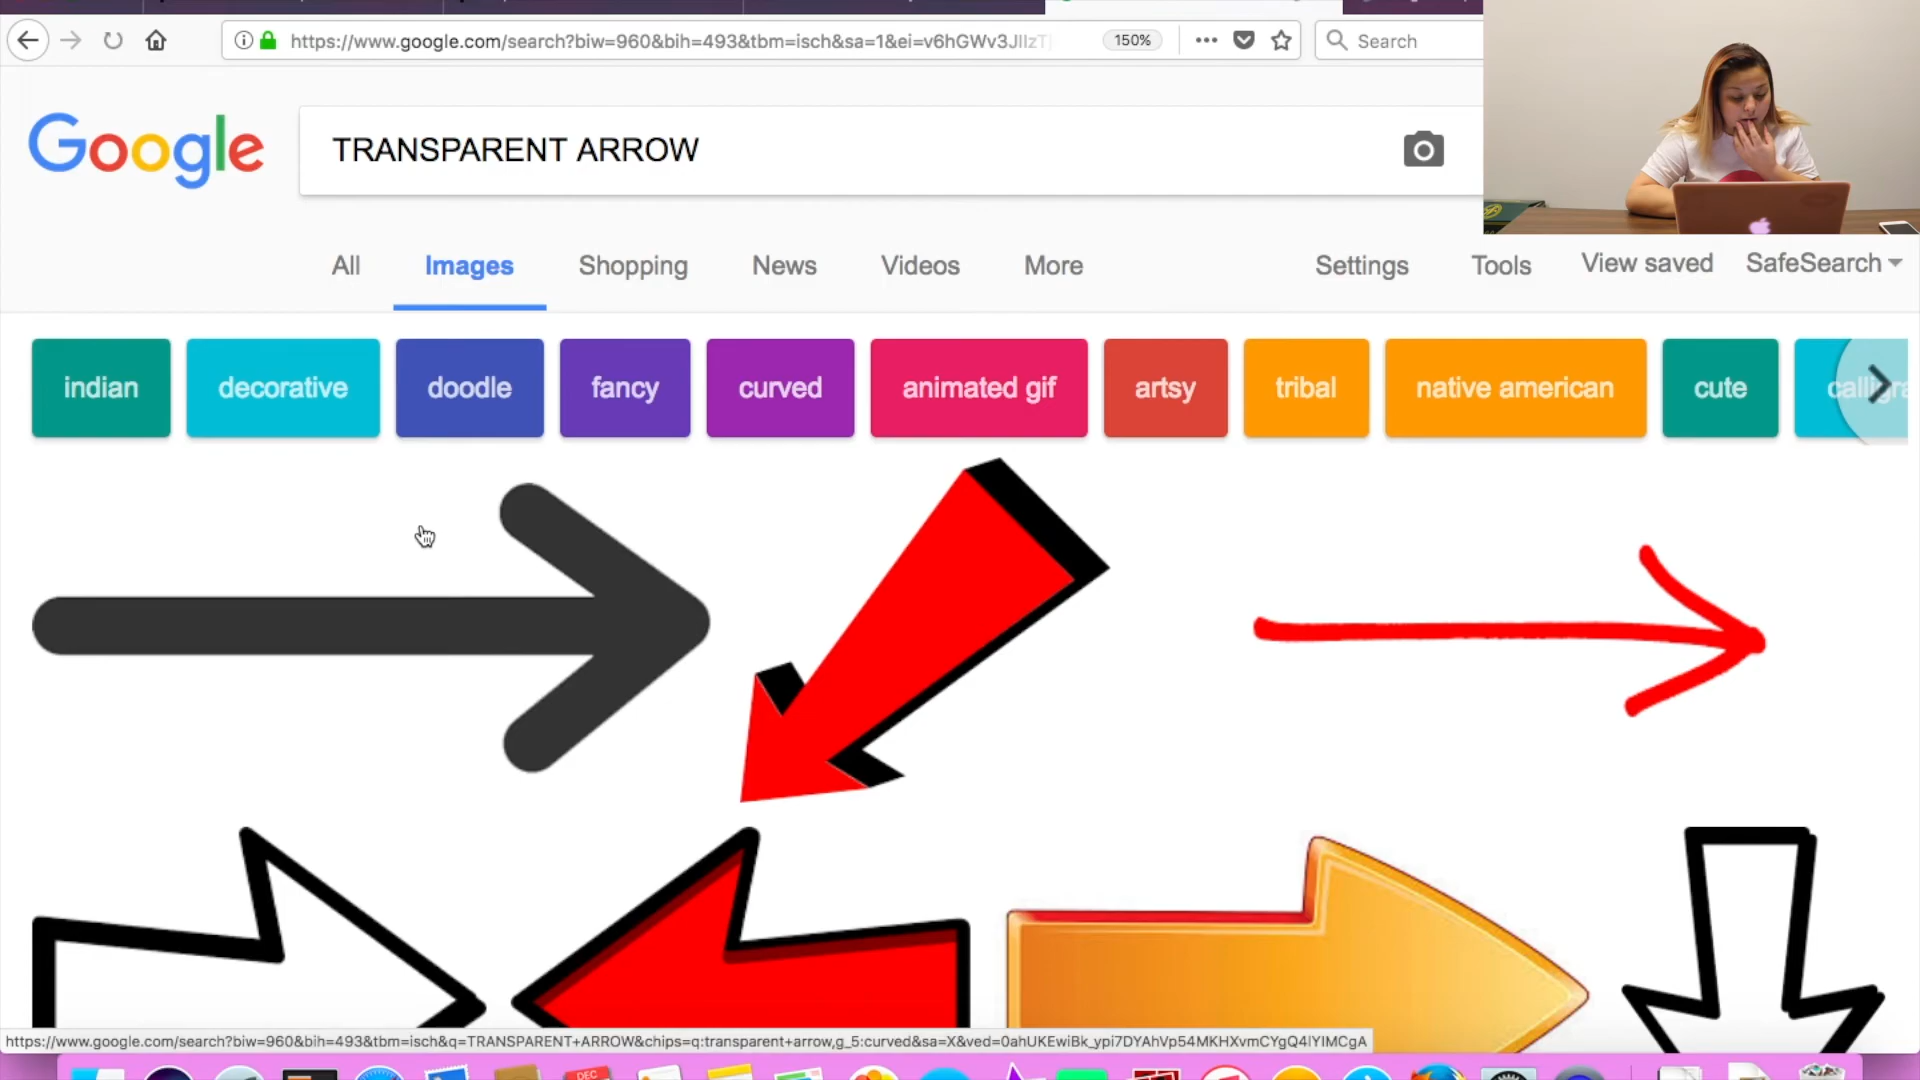 https://www.google.com/search?biw=960&bih=493&tbm=isch&sa=1&ei=v6hGWv3JIIzT
150%
Search
Google
TRANSPARENT ARROW
All
Images
Shopping
News
Videos
More
Settings
Tools
View saved
SafeSearch
indian
decorative
doodle
fancy
curved
animated gif
artsy
tribal
native american
cute
https://www.google.com/search?biw=960&bih=493&tbm=isch&q=TRANSPARENT+ARROW&chips=q:transparent+arrow,g_5:curved&sa=X&ved=0ahUKEwiBk_ypi7DYAhVp54MKHXvmCYgQ4lYIMCgA
DEC